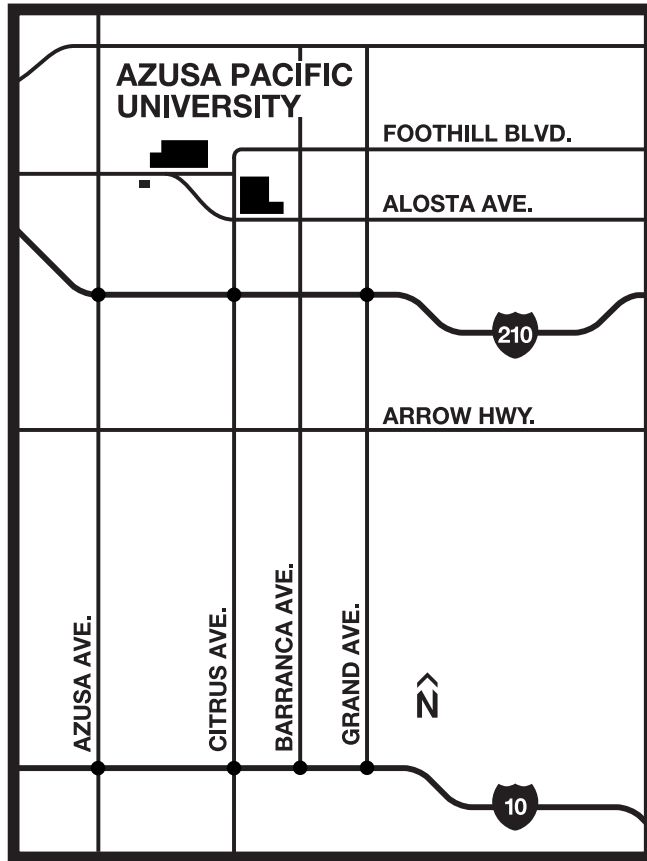 AZUSA PACIFIC
UNIVERSITY
FOOTHILL BLVD.
ALOSTA AVE.
210
ARROW HWY.
AZUSA AVE.
CITRUS AVE.
BARRANCA AVE.
GRAND AVE.
N
10